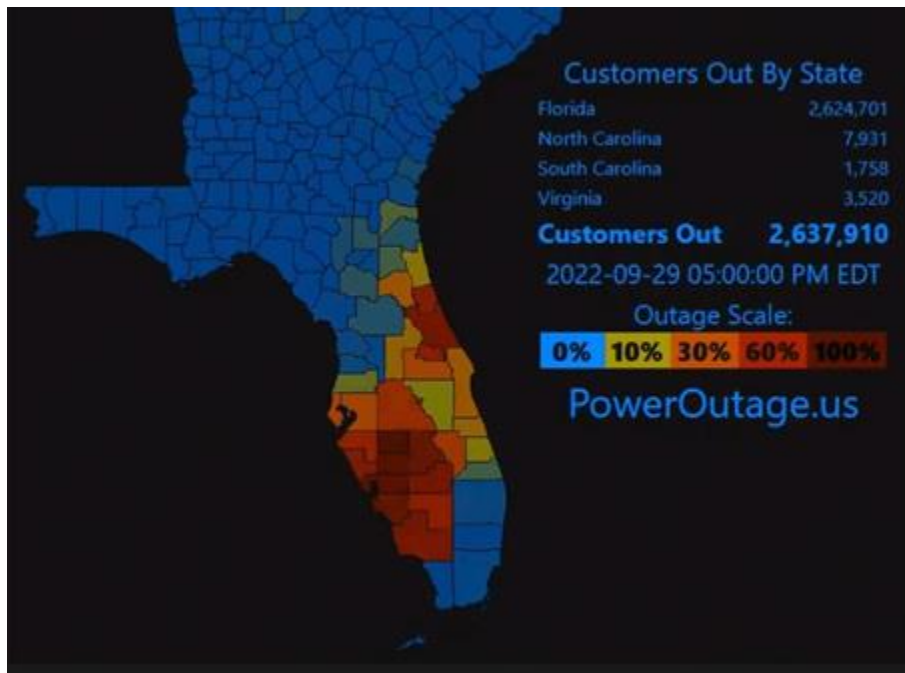 Customers Out By State
Florida 2,624,701
North Carolina 7,931
South Carolina 1,758
Virginia 3,520
Customers Out 2,637,910
2022-09-29 05:00:00 PM EDT
Outage Scale:
0% 10% 30% 60% 100%
PowerOutage.us